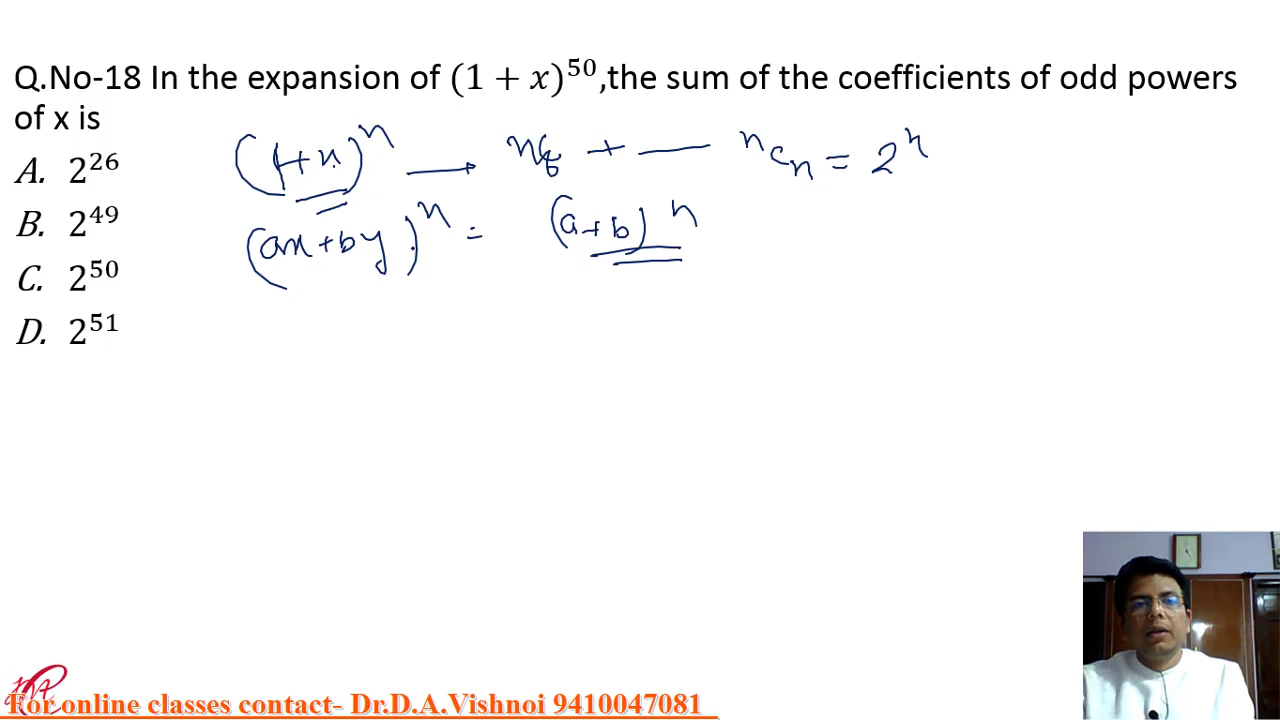 Q.No-18 In the expansion of (1 + x)^50,the sum of the coefficients of odd powers
of x is
(1+x)^n → nC0 + — nCn = 2^n
A. 2^26
(ax+by)^n = (a+b)^n
B. 2^49
C. 2^50
D. 2^51
For online classes contact- Dr.D.A.Vishnoi 9410047081